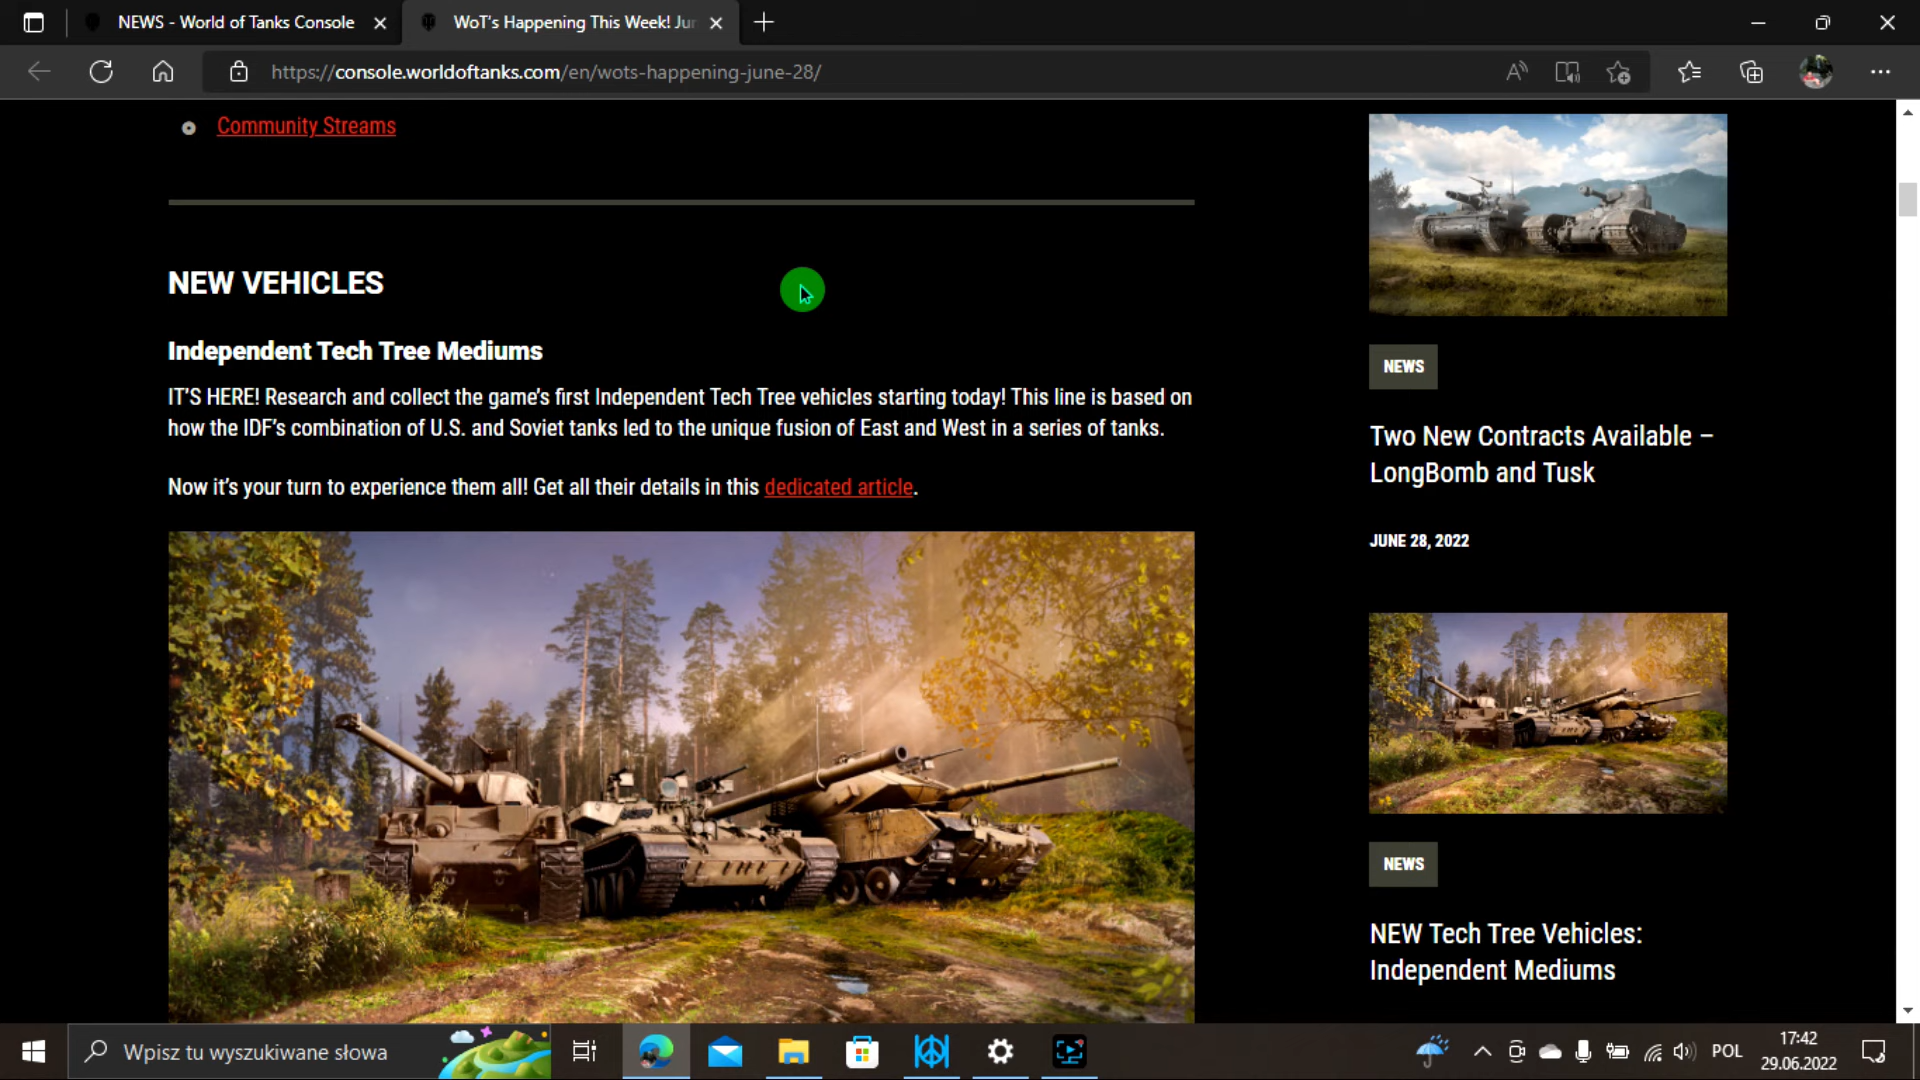 NEWS - World of Tanks Console
WoT's Happening This Week! Jun
https://console.worldoftanks.com/en/wots-happening-june-28/
Community Streams
NEW VEHICLES
Independent Tech Tree Mediums
IT'S HERE! Research and collect the game's first Independent Tech Tree vehicles starting today! This line is based on
how the IDF's combination of U.S. and Soviet tanks led to the unique fusion of East and West in a series of tanks.
Now it's your turn to experience them all! Get all their details in this dedicated article.
NEWS
Two New Contracts Available –
LongBomb and Tusk
JUNE 28, 2022
NEWS
NEW Tech Tree Vehicles:
Independent Mediums
Wpisz tu wyszukiwane słowa
POL
17:42
29.06.2022